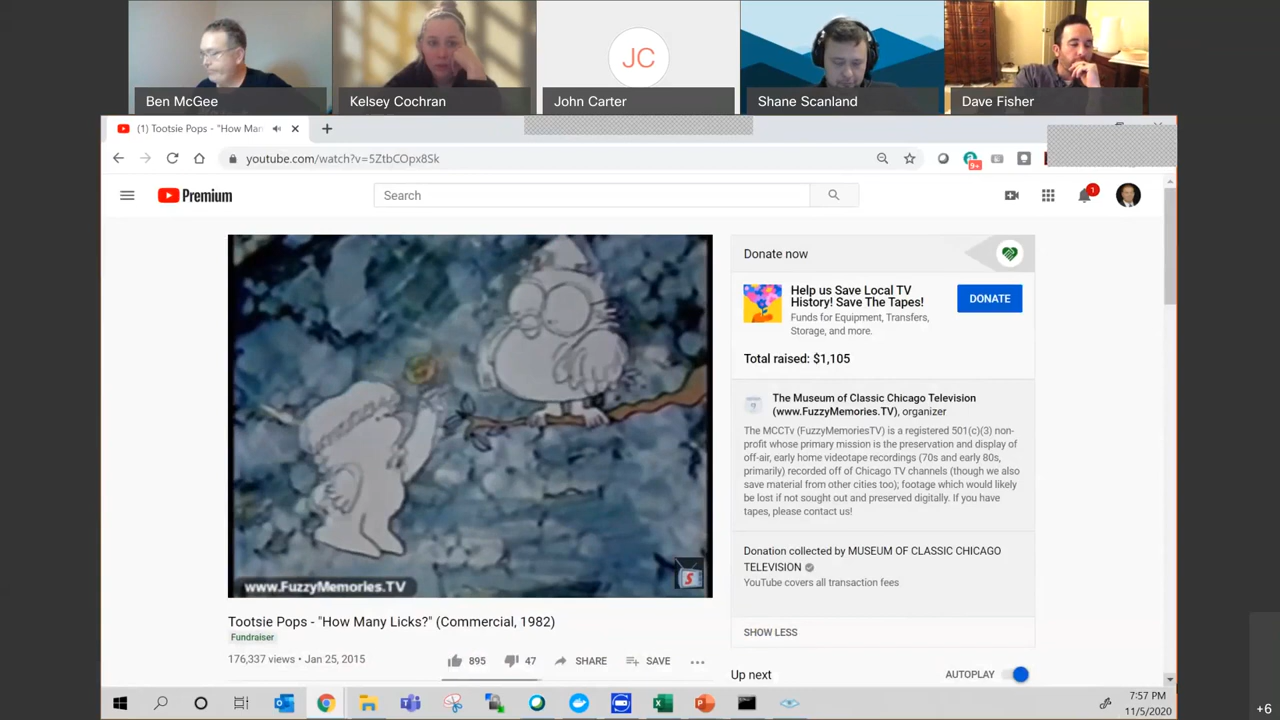 JC
Ben McGee
Kelsey Cochran
John Carter
Shane Scanland
Dave Fisher
(1) Tootsie Pops - "How Man
youtube.com/watch?v=5ZtbCOpx8Sk
9+
Premium
Search
1
www.FuzzyMemories.TV
S
Tootsie Pops - "How Many Licks?" (Commercial, 1982)
Fundraiser
176,337 views • Jan 25, 2015
895
47
SHARE
SAVE
Donate now
Help us Save Local TV
History! Save The Tapes!
DONATE
Funds for Equipment, Transfers,
Storage, and more.
Total raised: $1,105
The Museum of Classic Chicago Television
(www.FuzzyMemories.TV), organizer
The MCCTv (FuzzyMemoriesTV) is a registered 501(c)(3) non-
profit whose primary mission is the preservation and display of
off-air, early home videotape recordings (70s and early 80s,
primarily) recorded off of Chicago TV channels (though we also
save material from other cities too); footage which would likely
be lost if not sought out and preserved digitally. If you have
tapes, please contact us!
Donation collected by MUSEUM OF CLASSIC CHICAGO
TELEVISION
YouTube covers all transaction fees
SHOW LESS
Up next
AUTOPLAY
7:57 PM
11/5/2020
+6